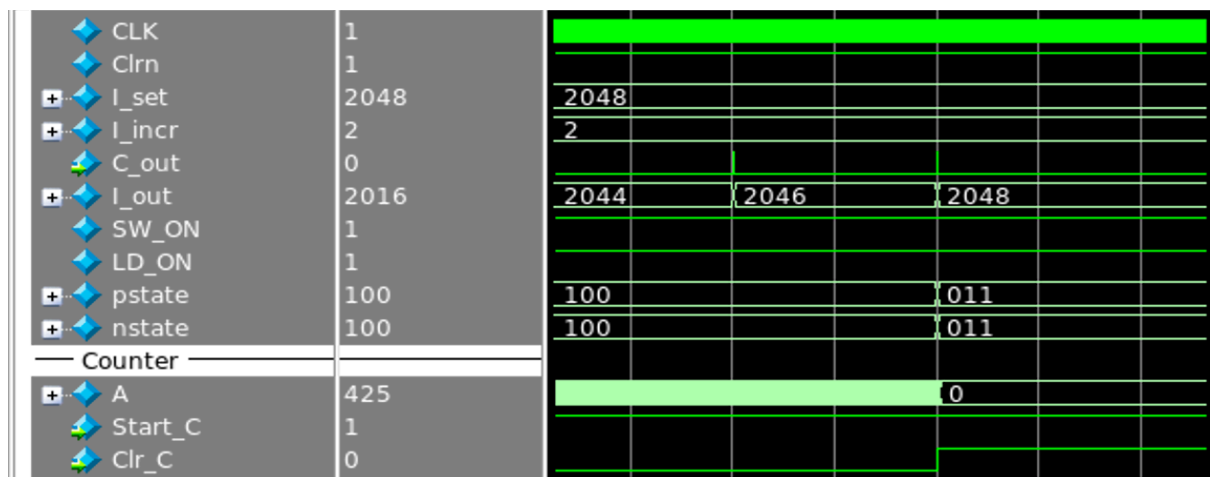 CLK 1
Clrn 1
I_set 2048 2048
I_incr 2 2
C_out 0
I_out 2016 2044 2046 2048
SW_ON 1
LD_ON 1
pstate 100 100 011
nstate 100 100 011
Counter
A 425 0
Start_C 1
Clr_C 0